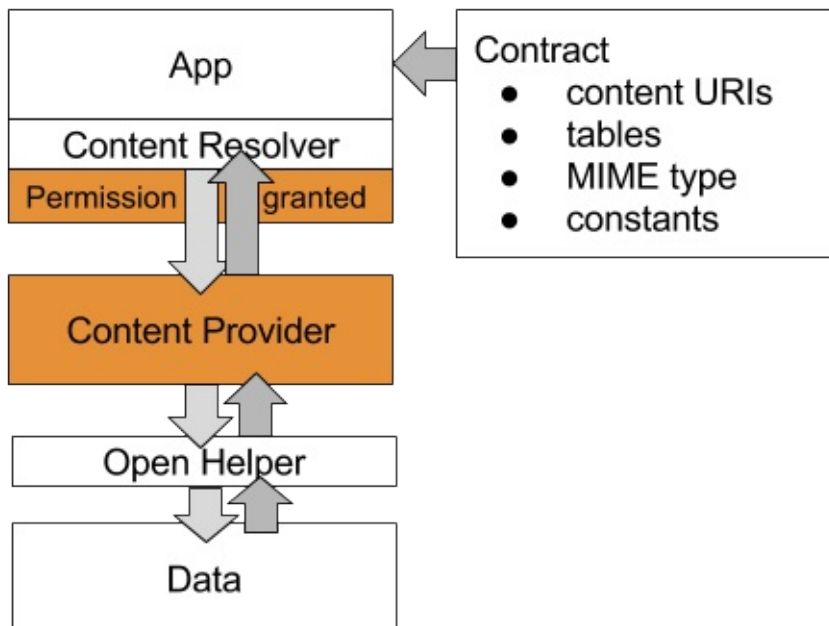 App
Content Resolver
Permission granted
Content Provider
Open Helper
Data
Contract
● content URIs
● tables
● MIME type
● constants